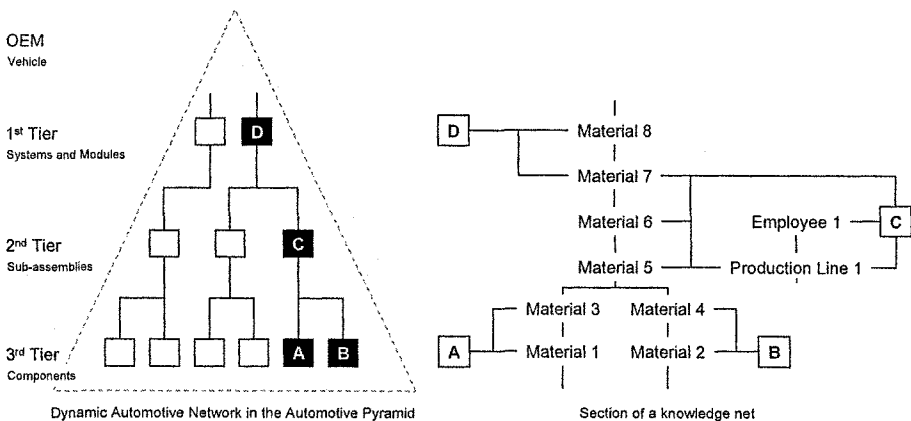 OEM
Vehicle
1st Tier
Systems and Modules
D
2nd Tier
Sub-assemblies
C
3rd Tier
Components
A
B
Dynamic Automotive Network in the Automotive Pyramid
D
Material 8
Material 7
Material 6
Employee 1
C
Material 5
Production Line 1
Material 3
Material 4
A
Material 1
Material 2
B
Section of a knowledge net